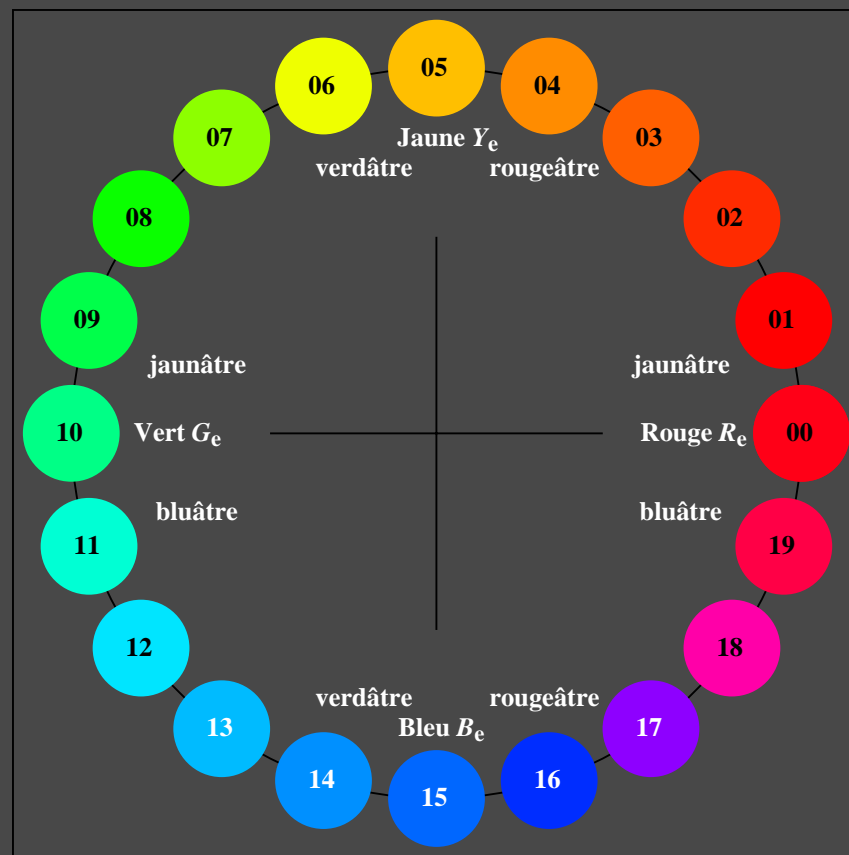 05
06
04
07
Jaune Ye
03
verdâtre
rougeâtre
08
02
09
01
jaunâtre
jaunâtre
10
Vert Ge
Rouge Re
00
bluâtre
bluâtre
11
19
12
18
verdâtre
rougeâtre
13
Bleu Be
17
14
16
15